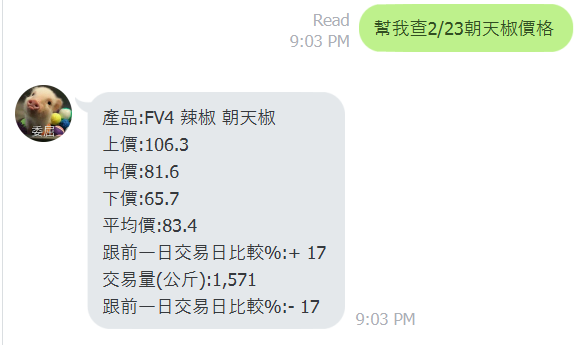 Read
9:03 PM
幫我查2/23朝天椒價格
委屈
產品:FV4 辣椒 朝天椒
上價:106.3
中價:81.6
下價:65.7
平均價:83.4
跟前一日交易日比較%:+ 17
交易量(公斤):1,571
跟前一日交易日比較%:- 17
9:03 PM